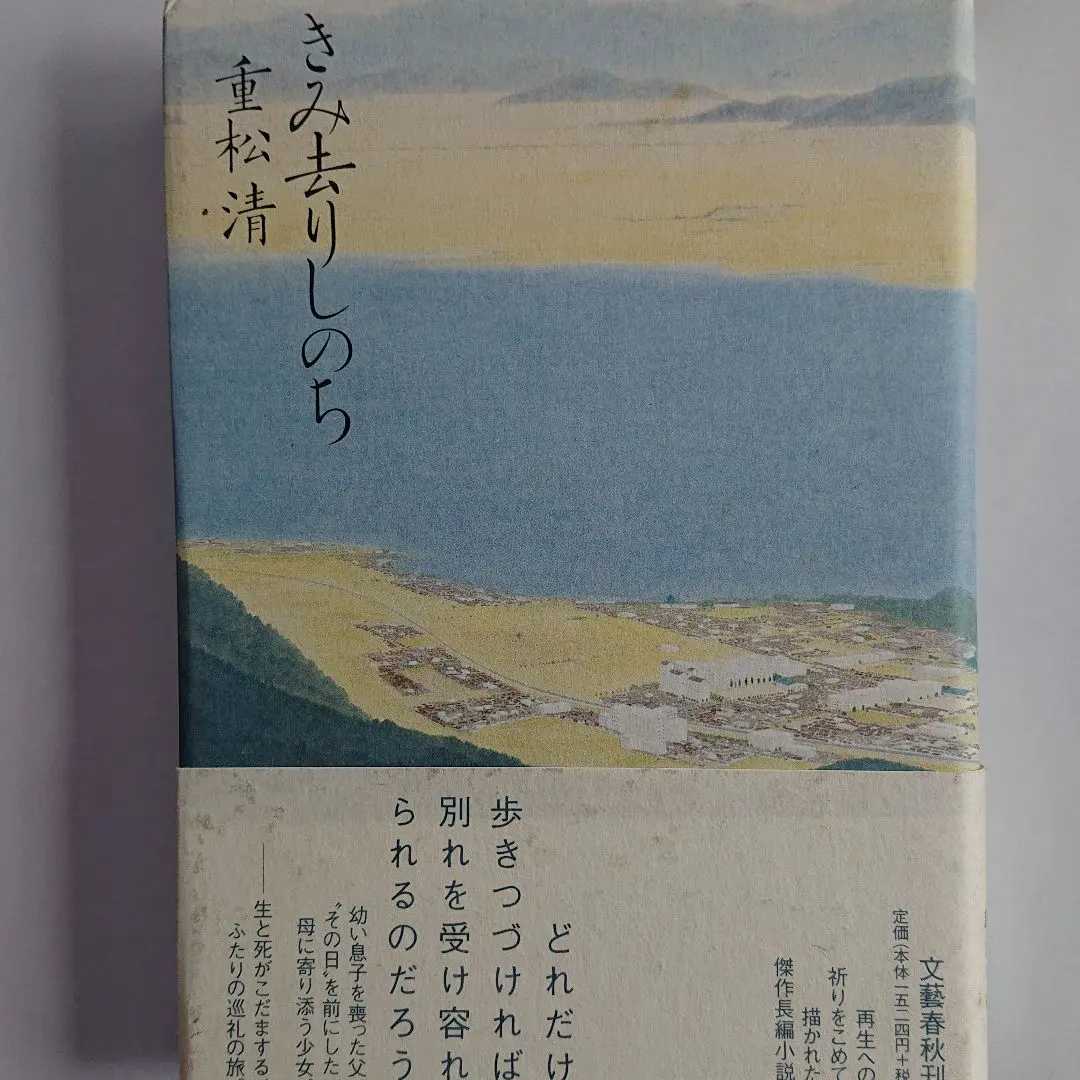 きみ去りしのち
重松清
文藝春秋刊
定価(本体一五二四円+税
再生への
祈りをこめて
描かれた
傑作長編小説
どれだけ
歩きつづければ
別れを受け容れ
られるのだろう
幼い息子を喪った父
〝その日〟を前にした
母に寄り添う少女
――生と死がこだまする
ふたりの巡礼の旅